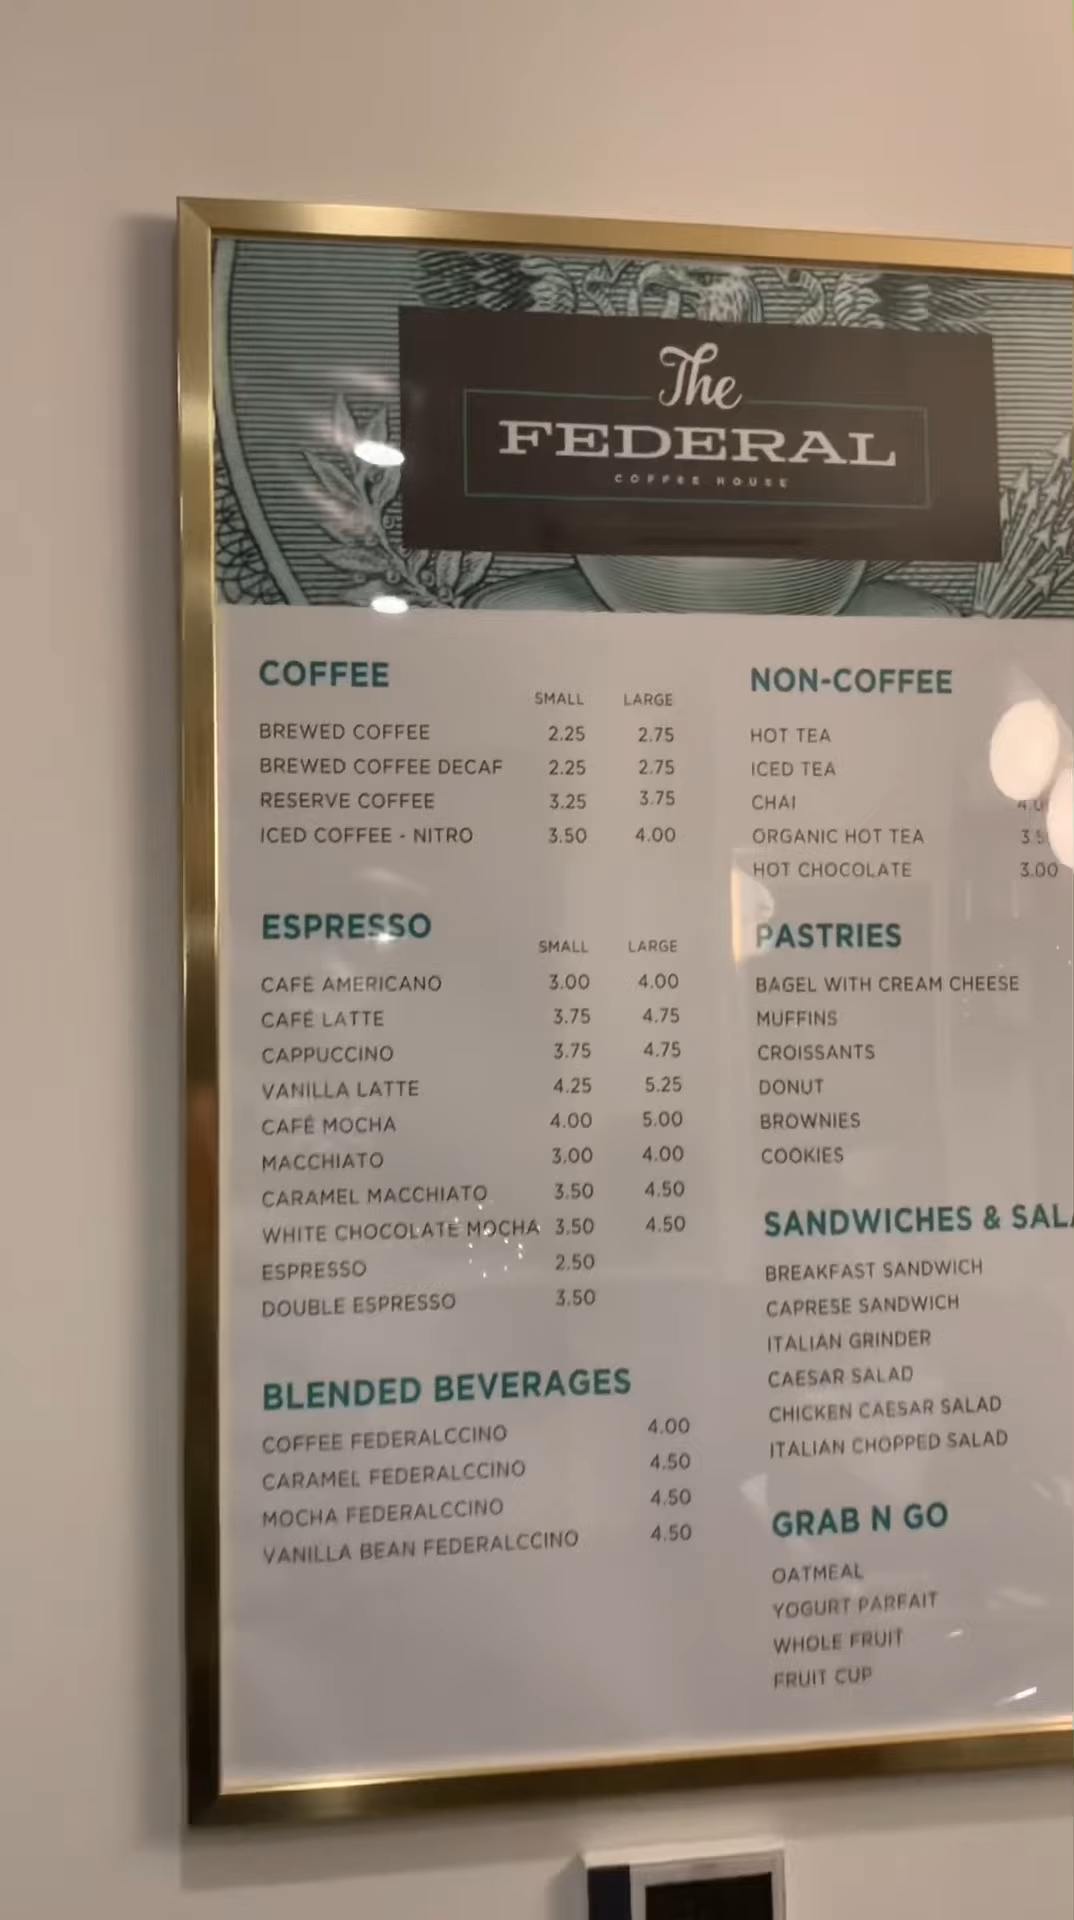 The
FEDERAL
COFFEE HOUSE
COFFEE
SMALL LARGE
BREWED COFFEE 2.25 2.75
BREWED COFFEE DECAF 2.25 2.75
RESERVE COFFEE 3.25 3.75
ICED COFFEE - NITRO 3.50 4.00
ESPRESSO
SMALL LARGE
CAFÉ AMERICANO 3.00 4.00
CAFÉ LATTE 3.75 4.75
CAPPUCCINO 3.75 4.75
VANILLA LATTE 4.25 5.25
CAFÉ MOCHA 4.00 5.00
MACCHIATO 3.00 4.00
CARAMEL MACCHIATO 3.50 4.50
WHITE CHOCOLATE MOCHA 3.50 4.50
ESPRESSO 2.50
DOUBLE ESPRESSO 3.50
BLENDED BEVERAGES
COFFEE FEDERALCCINO 4.00
CARAMEL FEDERALCCINO 4.50
MOCHA FEDERALCCINO 4.50
VANILLA BEAN FEDERALCCINO 4.50
NON-COFFEE
HOT TEA
ICED TEA
CHAI
ORGANIC HOT TEA
HOT CHOCOLATE 3.00
PASTRIES
BAGEL WITH CREAM CHEESE
MUFFINS
CROISSANTS
DONUT
BROWNIES
COOKIES
SANDWICHES &
BREAKFAST SANDWICH
CAPRESE SANDWICH
ITALIAN GRINDER
CAESAR SALAD
CHICKEN CAESAR SALAD
ITALIAN CHOPPED SALAD
GRAB N GO
OATMEAL
YOGURT PARFAIT
WHOLE FRUIT
FRUIT CUP